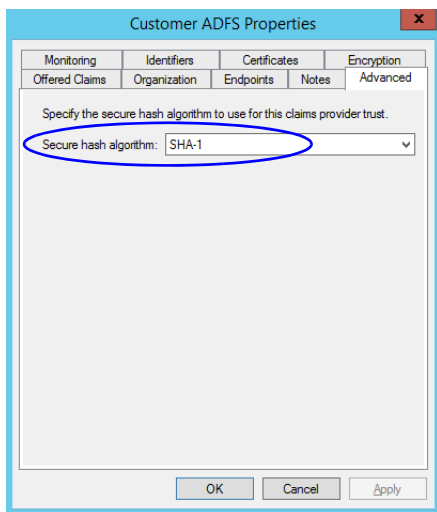 Customer ADFS Properties
x
Monitoring Identifiers Certificates Encryption
Offered Claims Organization Endpoints Notes Advanced
Specify the secure hash algorithm to use for this claims provider trust.
Secure hash algorithm: SHA-1
OK Cancel Apply